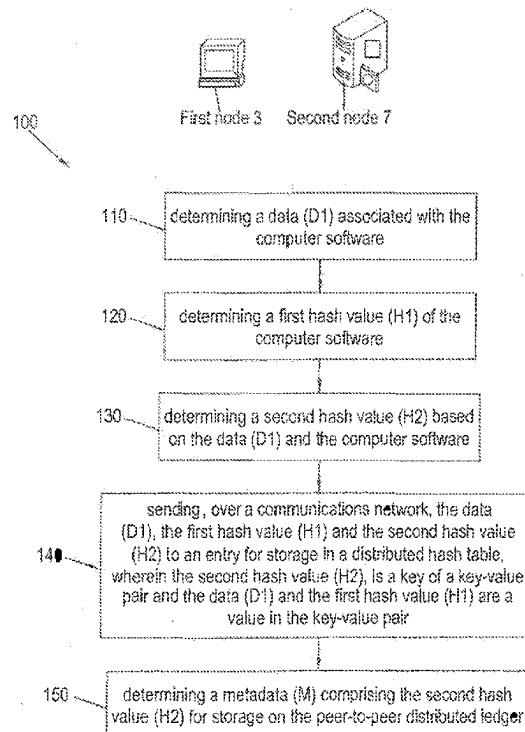 First node 3 Second node 7
100
110 determining a data (D1) associated with the
computer software
120 determining a first hash value (H1) of the
computer software
130 determining a second hash value (H2) based
on the data (D1) and the computer software
sending, over a communications network, the data
(D1), the first hash value (H1) and the second hash value
(H2) to an entry for storage in a distributed hash table,
140 wherein the second hash value (H2), is a key of a key-value
pair and the data (D1) and the first hash value (H1) are a
value in the key-value pair
150 determining a metadata (M) comprising the second hash
value (H2) for storage on the peer-to-peer distributed ledger